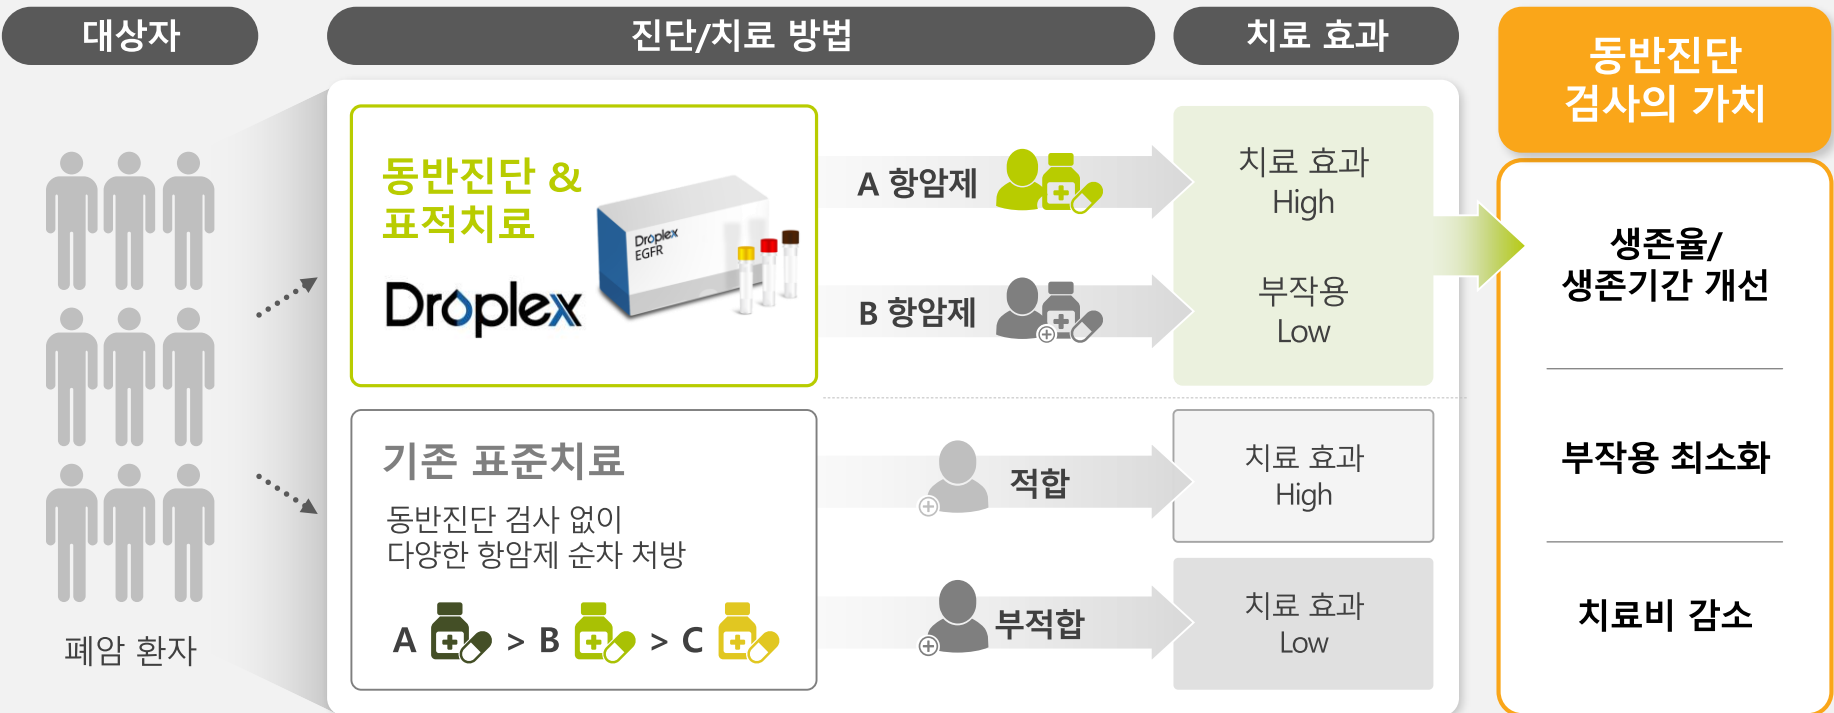 대상자
진단/치료 방법
치료 효과
동반진단
검사의 가치
폐암 환자
동반진단 &
표적치료
Droplex
Droplex
EGFR
A 항암제
B 항암제
치료 효과
High
부작용
Low
기존 표준치료
동반진단 검사 없이
다양한 항암제 순차 처방
A > B > C
적합
부적합
치료 효과
High
치료 효과
Low
생존율/
생존기간 개선
부작용 최소화
치료비 감소